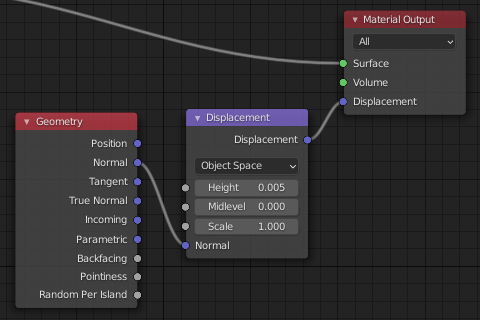 Material Output
All
Surface
Volume
Displacement
Geometry
Position
Normal
Tangent
True Normal
Incoming
Parametric
Backfacing
Pointiness
Random Per Island
Displacement
Displacement
Object Space
Height 0.005
Midlevel 0.000
Scale 1.000
Normal